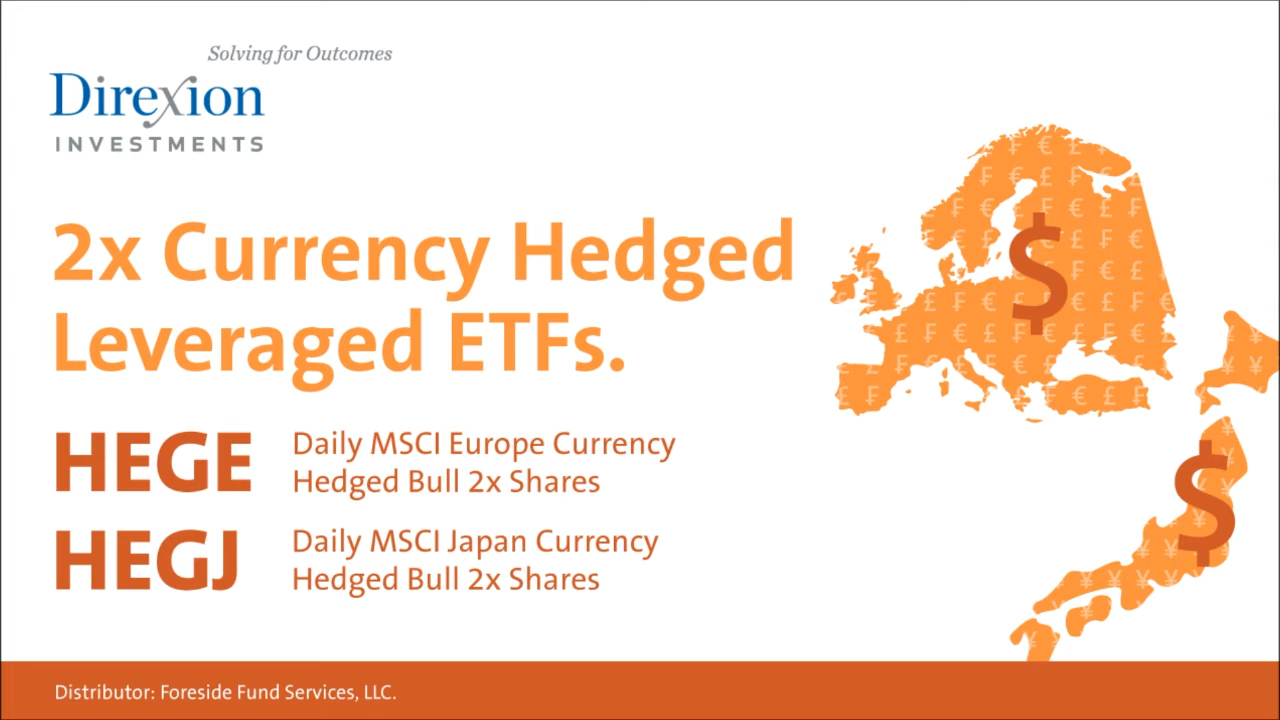 Solving for Outcomes
Direxion
INVESTMENTS
2x Currency Hedged
Leveraged ETFs.
HEGE
Daily MSCI Europe Currency
Hedged Bull 2x Shares
HEGJ
Daily MSCI Japan Currency
Hedged Bull 2x Shares
$
$
Distributor: Foreside Fund Services, LLC.